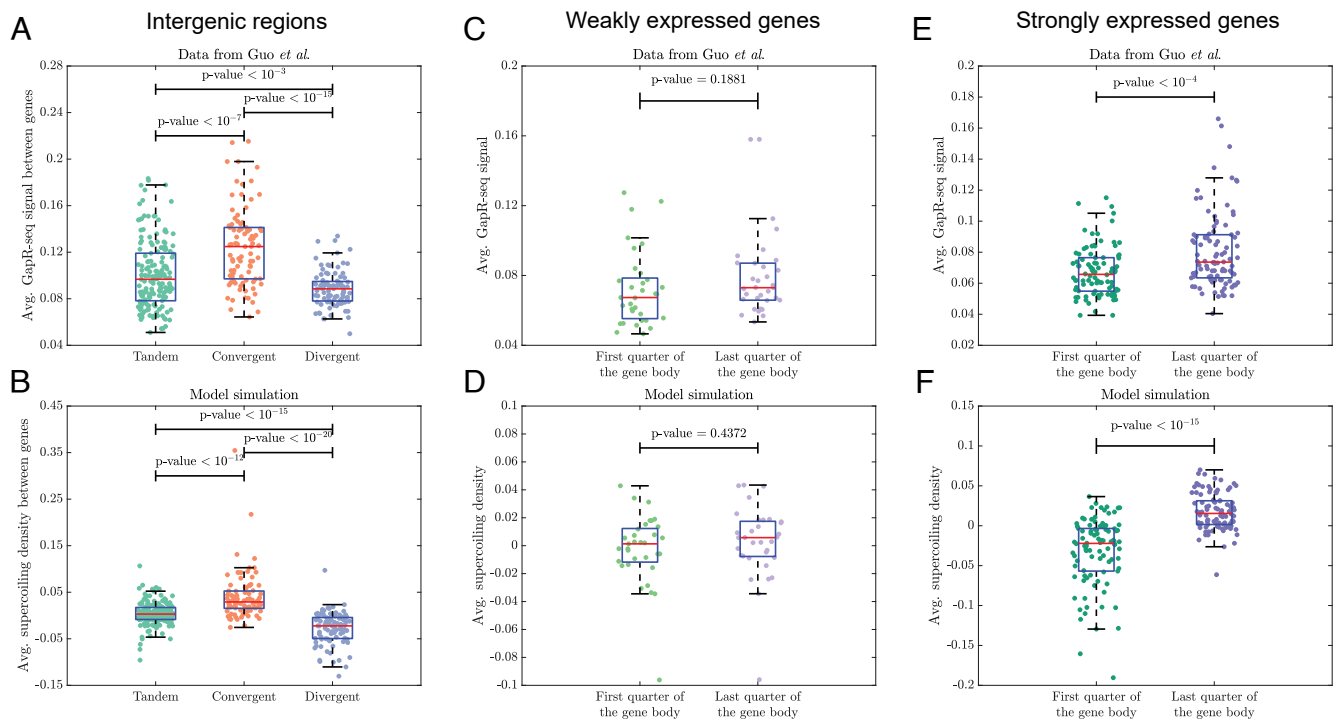 A
Intergenic regions
Data from Guo et al.
Avg. GapR-seq signal between genes
0.28
0.24
0.2
0.16
0.12
0.08
0.04
p-value < 10⁻³
p-value < 10⁻¹⁵
p-value < 10⁻⁷
Tandem Convergent Divergent
B
Model simulation
Avg. supercoiling density between genes
0.45
0.35
0.25
0.15
0.05
-0.05
-0.15
p-value < 10⁻¹⁵
p-value < 10⁻²⁰
p-value < 10⁻¹²
Tandem Convergent Divergent
C
Weakly expressed genes
Data from Guo et al.
Avg. GapR-seq signal
0.2
0.16
0.12
0.08
0.04
p-value = 0.1881
First quarter of Last quarter of
the gene body the gene body
D
Model simulation
Avg. supercoiling density
0.1
0.08
0.06
0.04
0.02
0
-0.02
-0.04
-0.06
-0.08
-0.1
p-value = 0.4372
First quarter of Last quarter of
the gene body the gene body
E
Strongly expressed genes
Data from Guo et al.
Avg. GapR-seq signal
0.2
0.18
0.16
0.14
0.12
0.1
0.08
0.06
0.04
0.02
p-value < 10⁻⁴
First quarter of Last quarter of
the gene body the gene body
F
Model simulation
Avg. supercoiling density
0.15
0.1
0.05
0
-0.05
-0.1
-0.15
-0.2
p-value < 10⁻¹⁵
First quarter of Last quarter of
the gene body the gene body